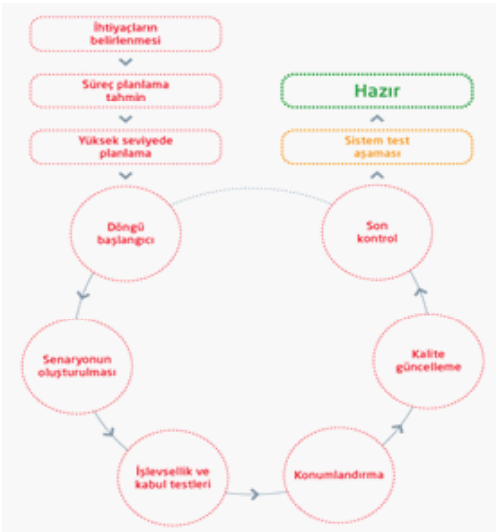 İhtiyaçların
belirlenmesi
Süreç planlama
tahmin
Yüksek seviyede
planlama
Hazır
Sistem test
aşaması
Döngü
başlangıcı
Son
kontrol
Senaryonun
oluşturulması
Kalite
güncelleme
İşlevsellik ve
kabul testleri
Konumlandırma